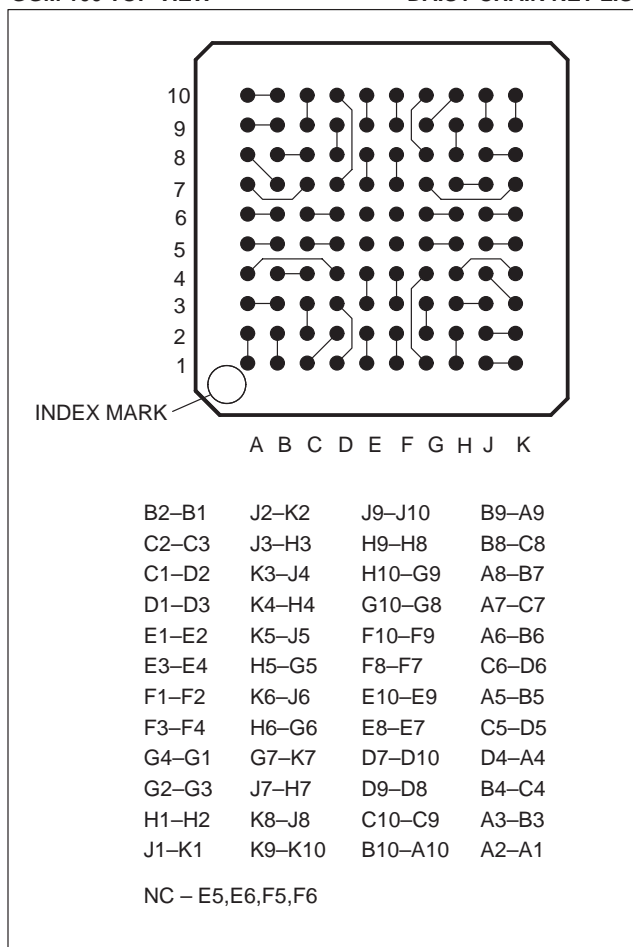 10
9
8
7
6
5
4
3
2
1
INDEX MARK
A B C D E F G H J K
B2–B1 J2–K2 J9–J10 B9–A9
C2–C3 J3–H3 H9–H8 B8–C8
C1–D2 K3–J4 H10–G9 A8–B7
D1–D3 K4–H4 G10–G8 A7–C7
E1–E2 K5–J5 F10–F9 A6–B6
E3–E4 H5–G5 F8–F7 C6–D6
F1–F2 K6–J6 E10–E9 A5–B5
F3–F4 H6–G6 E8–E7 C5–D5
G4–G1 G7–K7 D7–D10 D4–A4
G2–G3 J7–H7 D9–D8 B4–C4
H1–H2 K8–J8 C10–C9 A3–B3
J1–K1 K9–K10 B10–A10 A2–A1
NC – E5,E6,F5,F6